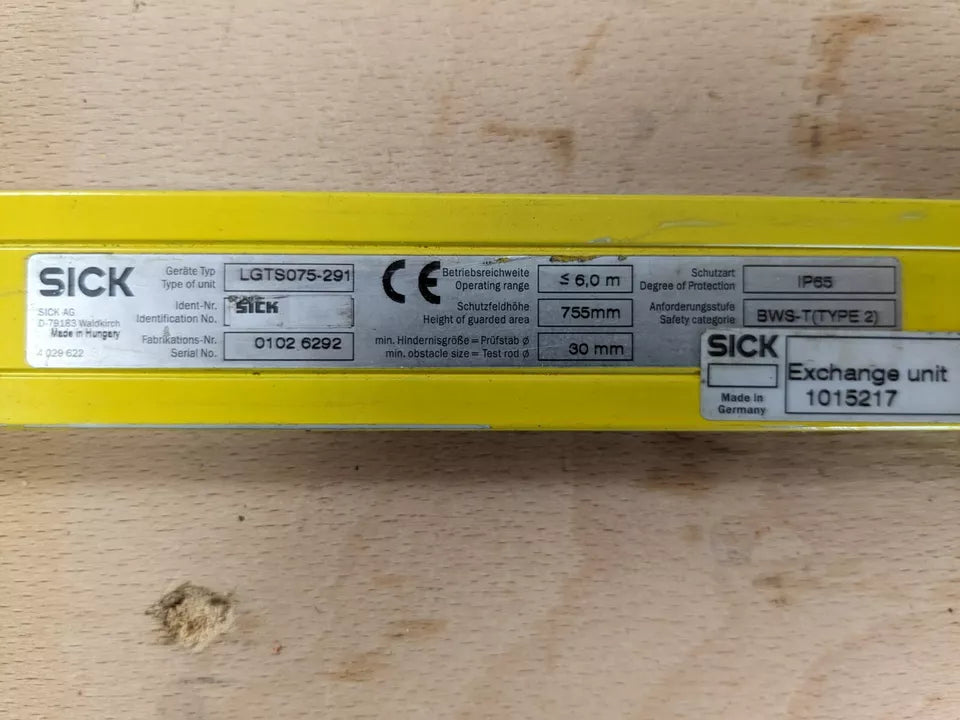 SICK
SICK AG
D-79183 Waldkirch
Made in Hungary
4 029 622
Geräte Typ
Type of unit
LGTS075-291
Ident-Nr.
Identification No.
SICK
Fabrikations-Nr.
Serial No.
0102 6292
CE
Betriebsreichweite
Operating range
≤ 6,0 m
Schutzfeldhöhe
Height of guarded area
755mm
min. Hindernisgröße = Prüfstab ø
min. obstacle size = Test rod ø
30 mm
Schutzart
Degree of Protection
IP65
Anforderungsstufe
Safety categorie
BWS-T(TYPE 2)
SICK
Made in
Germany
Exchange unit
1015217